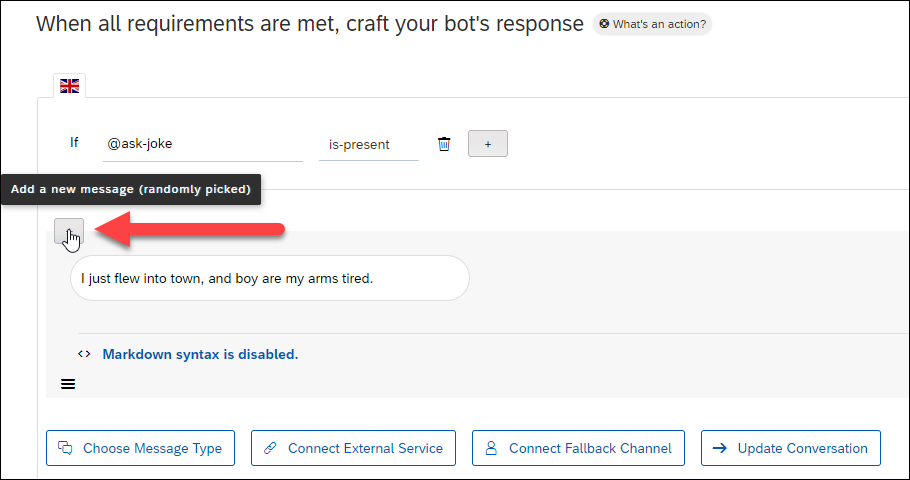 When all requirements are met, craft your bot's response What's an action?
If @ask-joke is-present +
Add a new message (randomly picked)
I just flew into town, and boy are my arms tired.
<> Markdown syntax is disabled.
Choose Message Type Connect External Service Connect Fallback Channel Update Conversation